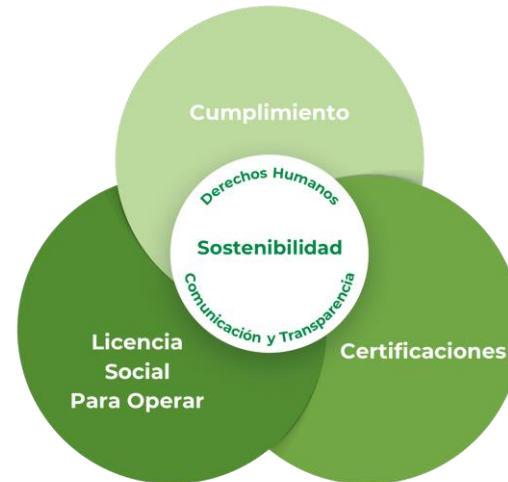 Cumplimiento
Derechos Humanos
Sostenibilidad
Comunicación y Transparencia
Licencia
Social
Para Operar
Certificaciones